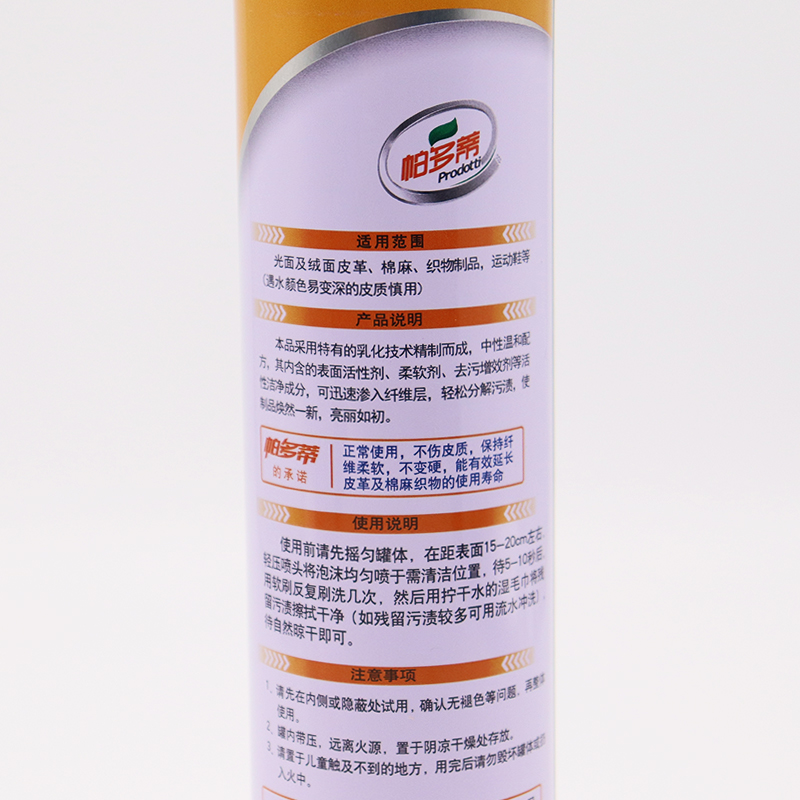 帕多蒂
Prodotti
适用范围
光面及绒面皮革、棉麻、织物制品，运动鞋等
（遇水颜色易变深的皮质慎用）
产品说明
本品采用特有的乳化技术精制而成，中性温和配
方，其内含的表面活性剂、柔软剂、去污增效剂等活
性洁净成分，可迅速渗入纤维层，轻松分解污渍，使
制品焕然一新，亮丽如初。
帕多蒂
的承诺
正常使用，不伤皮质，保持纤
维柔软，不变硬，能有效延长
皮革及棉麻织物的使用寿命
使用说明
使用前请先摇匀罐体，在距表面15-20cm左右，
轻压喷头将泡沫均匀喷于需清洁位置，待5-10秒后，
用软刷反复刷洗几次，然后用拧干水的湿毛巾将残
留污渍擦拭干净（如残留污渍较多可用流水冲洗），
待自然晾干即可。
注意事项
1、请先在内侧或隐蔽处试用，确认无褪色等问题，再整体
使用。
2、罐内带压，远离火源，置于阴凉干燥处存放。
3、请置于儿童触及不到的地方，用完后请勿毁坏罐体或
入火中。